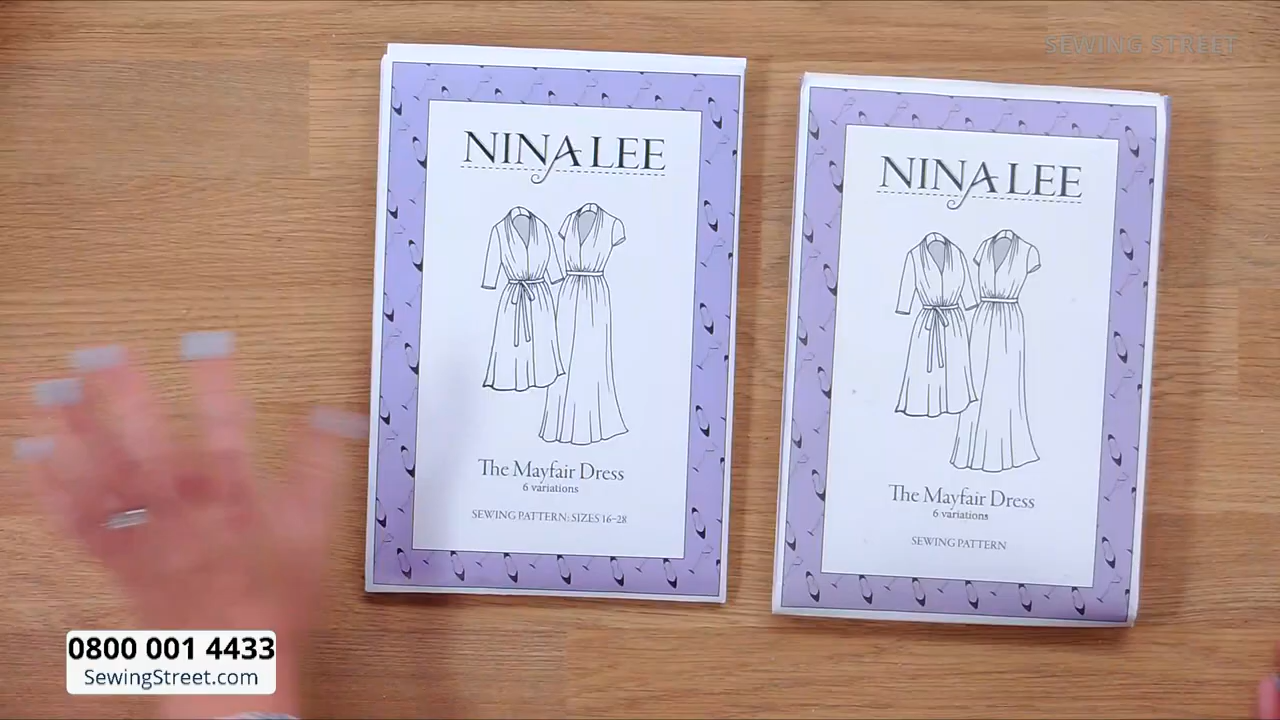 SEWING STREET
NINA LEE
The Mayfair Dress
6 variations
SEWING PATTERN: SIZES 16-28
NINA LEE
The Mayfair Dress
6 variations
SEWING PATTERN
0800 001 4433
SewingStreet.com